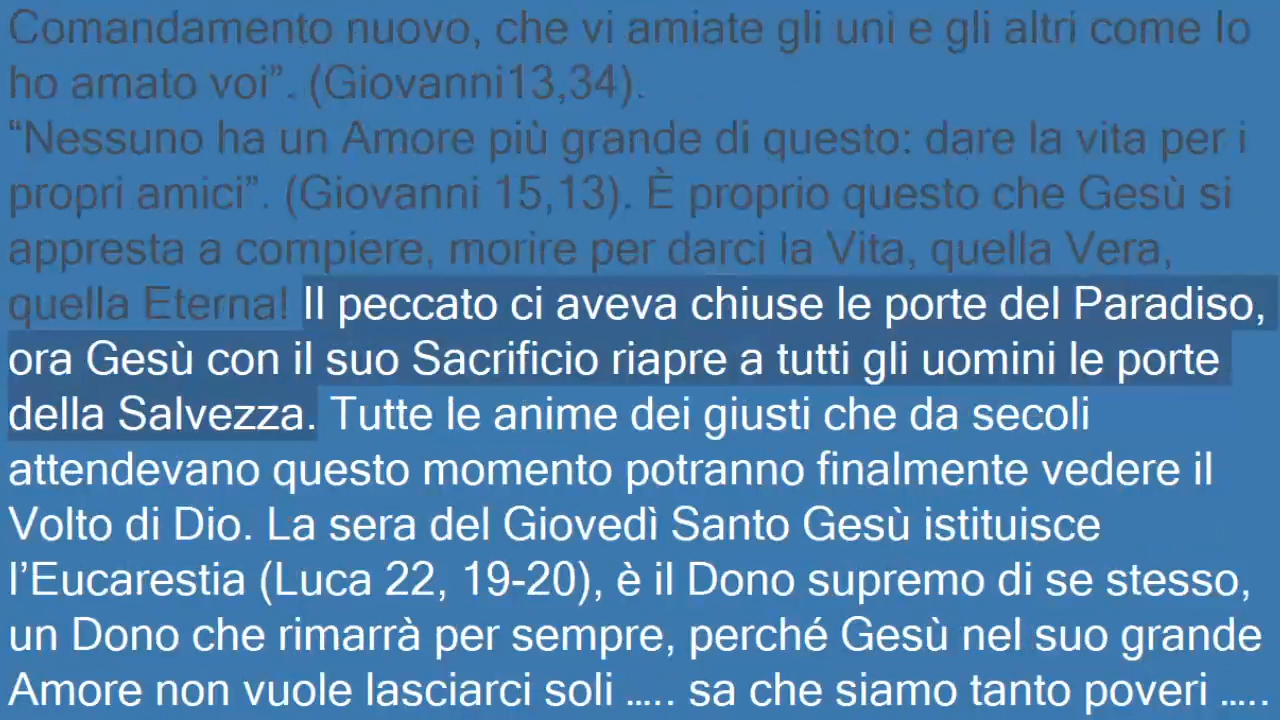 Comandamento nuovo, che vi amiate gli uni e gli altri come Io
ho amato voi”. (Giovanni13,34).
“Nessuno ha un Amore più grande di questo: dare la vita per i
propri amici”. (Giovanni 15,13). È proprio questo che Gesù si
appresta a compiere, morire per darci la Vita, quella Vera,
quella Eterna! Il peccato ci aveva chiuse le porte del Paradiso,
ora Gesù con il suo Sacrificio riapre a tutti gli uomini le porte
della Salvezza. Tutte le anime dei giusti che da secoli
attendevano questo momento potranno finalmente vedere il
Volto di Dio. La sera del Giovedì Santo Gesù istituisce
l’Eucarestia (Luca 22, 19-20), è il Dono supremo di se stesso,
un Dono che rimarrà per sempre, perché Gesù nel suo grande
Amore non vuole lasciarci soli ….. sa che siamo tanto poveri …..